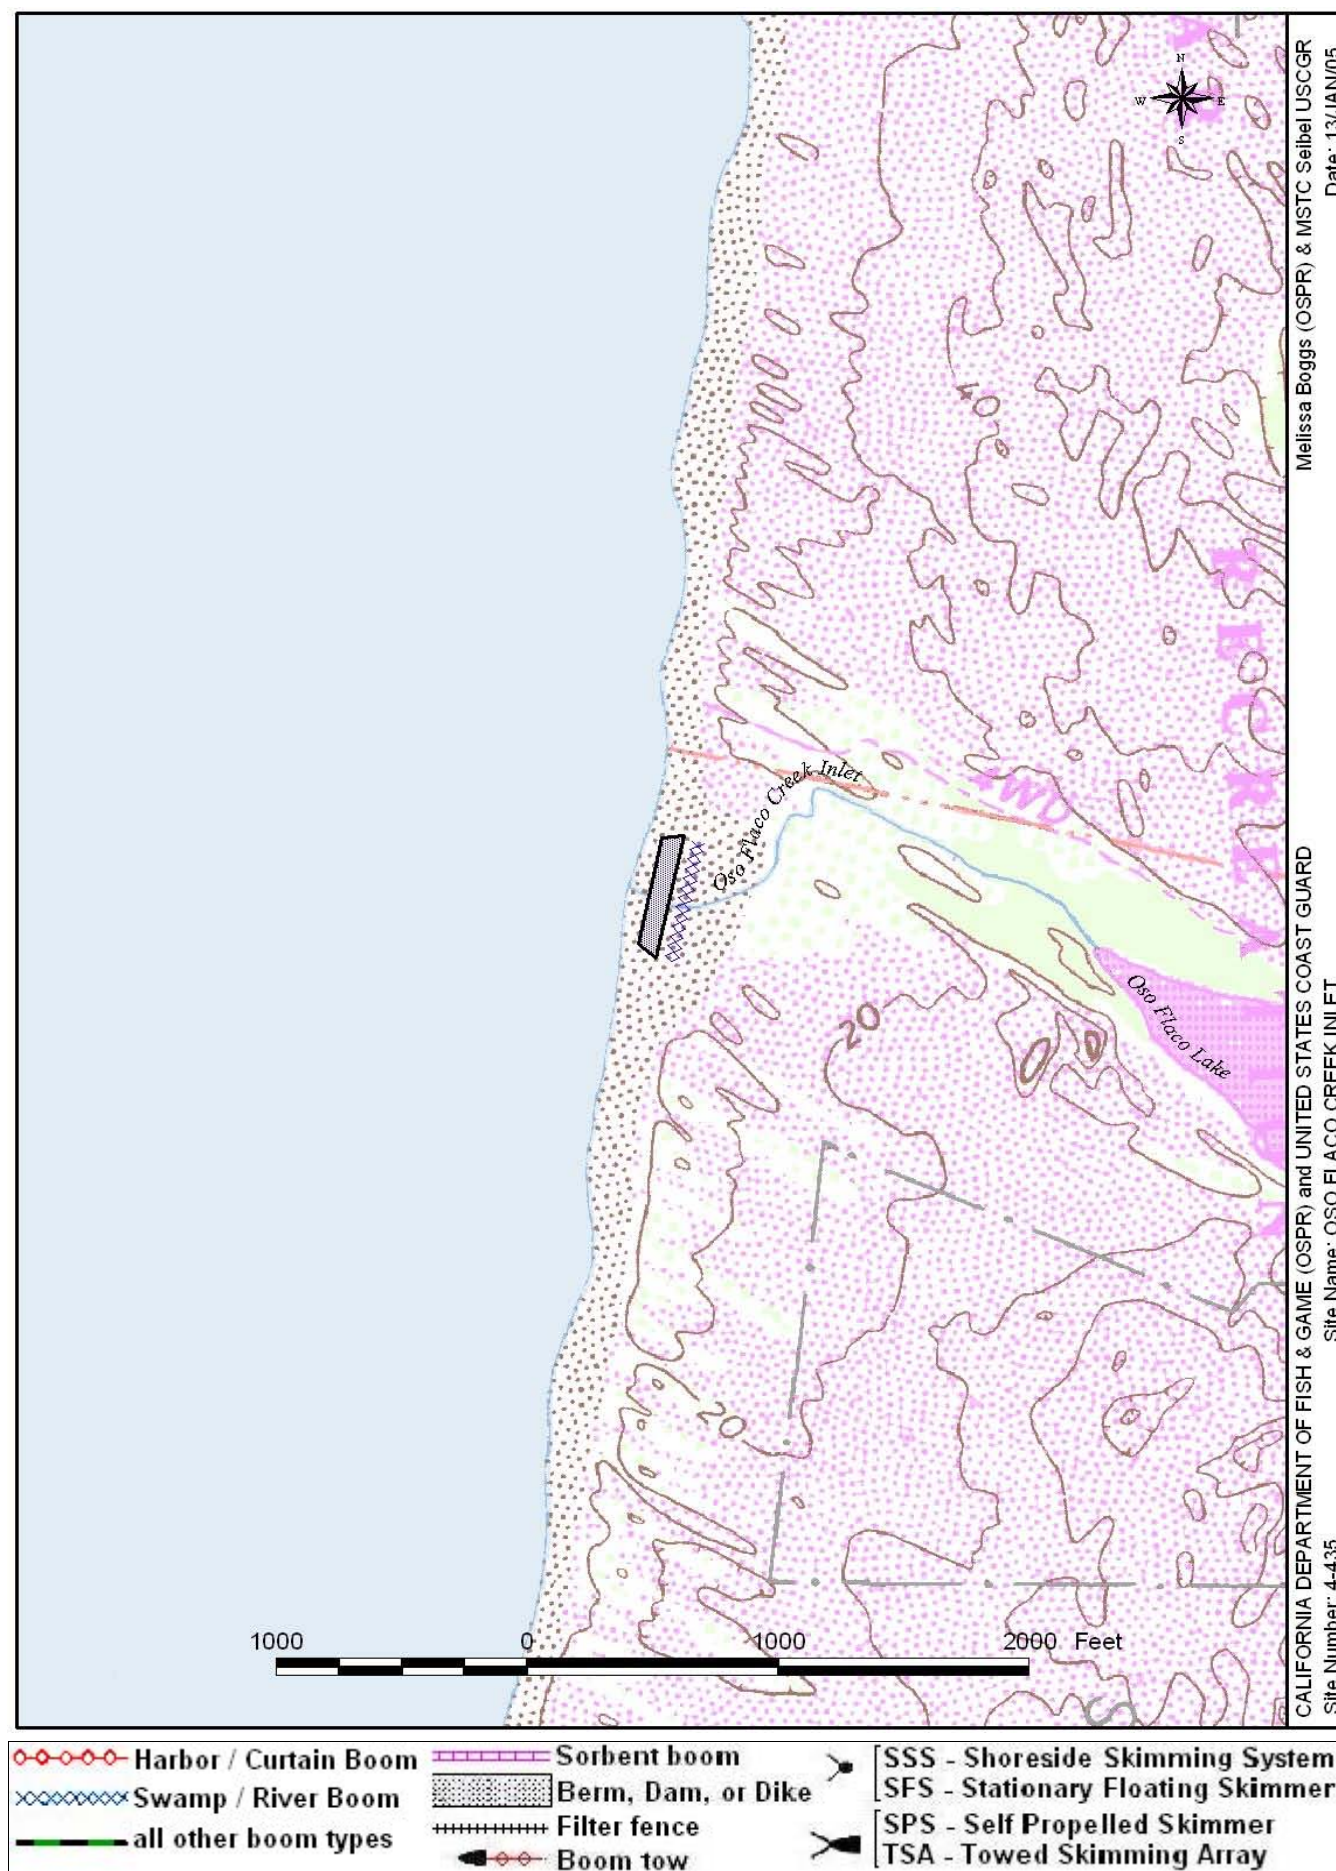 N
W E
S
40
4WD
Oso Flaco Creek Inlet
Oso Flaco Lake
20
20
1000 0 1000 2000 Feet
CALIFORNIA DEPARTMENT OF FISH & GAME (OSPR) and UNITED STATES COAST GUARD Melissa Boggs (OSPR) & MSTC Seibel USCGR
Site Number: 4-435 Site Name: OSO FLACO CREEK INLET Date: 13/JAN/05
Harbor / Curtain Boom
Swamp / River Boom
all other boom types
Sorbent boom
Berm, Dam, or Dike
Filter fence
Boom tow
SSS - Shoreside Skimming System
SFS - Stationary Floating Skimmer
SPS - Self Propelled Skimmer
TSA - Towed Skimming Array